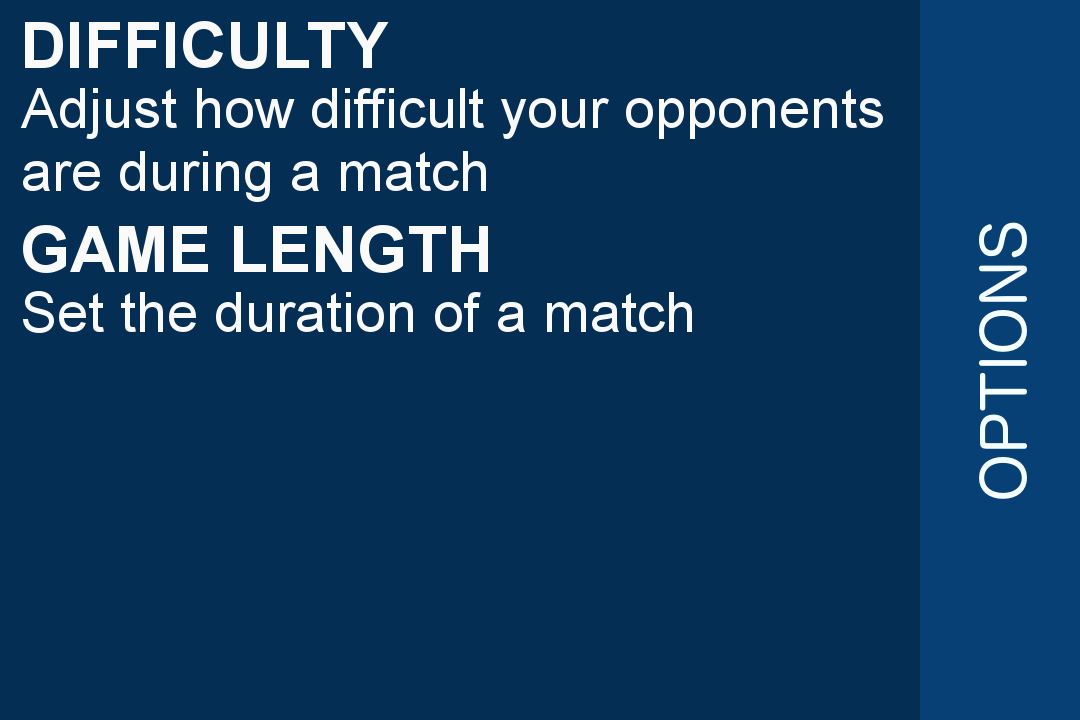 DIFFICULTY
Adjust how difficult your opponents
are during a match
GAME LENGTH
Set the duration of a match
OPTIONS